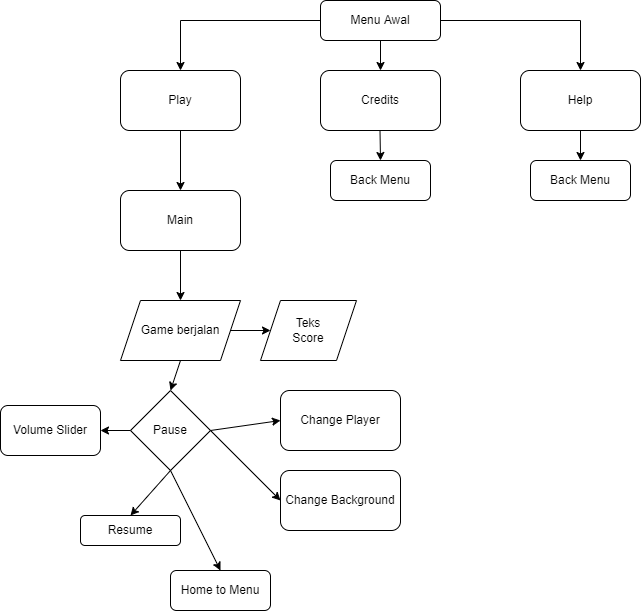 Menu Awal
Play
Credits
Help
Back Menu
Back Menu
Main
Game berjalan
Teks
Score
Pause
Volume Slider
Change Player
Change Background
Resume
Home to Menu